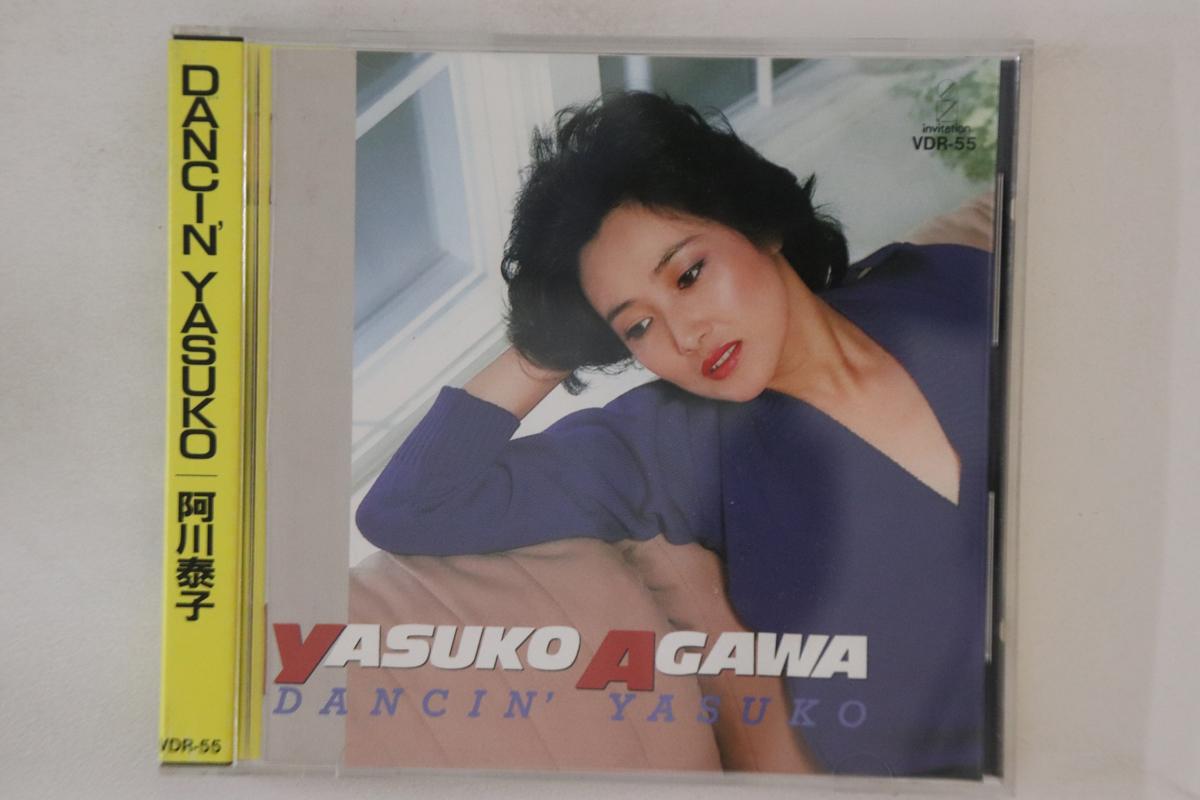 DANCIN' YASUKO
阿川泰子
VDR-55
invitation
VDR-55
YASUKO AGAWA
DANCIN' YASUKO